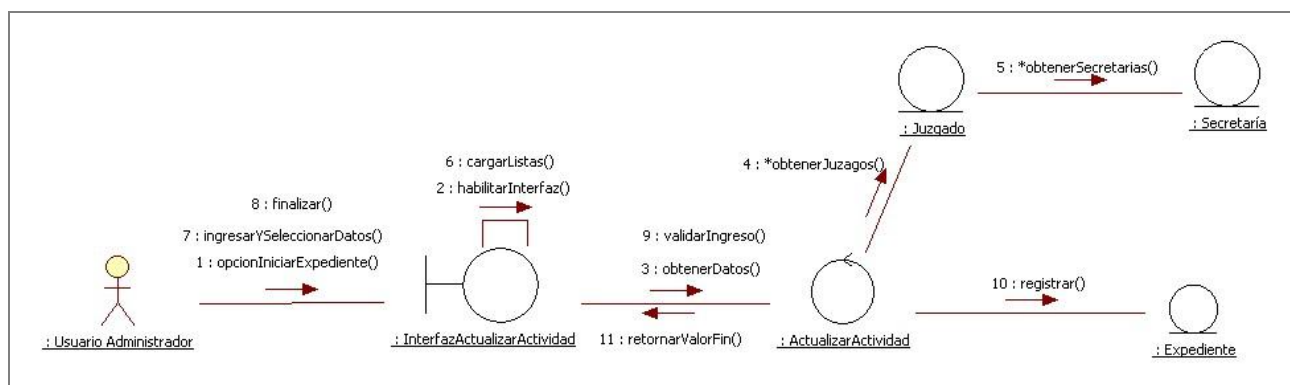 5 : *obtenerSecretarias()
: Juzgado
: Secretaría
6 : cargarListas()
4 : *obtenerJuzagos()
2 : habilitarInterfaz()
8 : finalizar()
7 : ingresarYSeleccionarDatos()
9 : validarIngreso()
1 : opcionIniciarExpediente()
3 : obtenerDatos()
10 : registrar()
: Usuario Administrador
: InterfazActualizarActividad
11 : retornarValorFin()
: ActualizarActividad
: Expediente